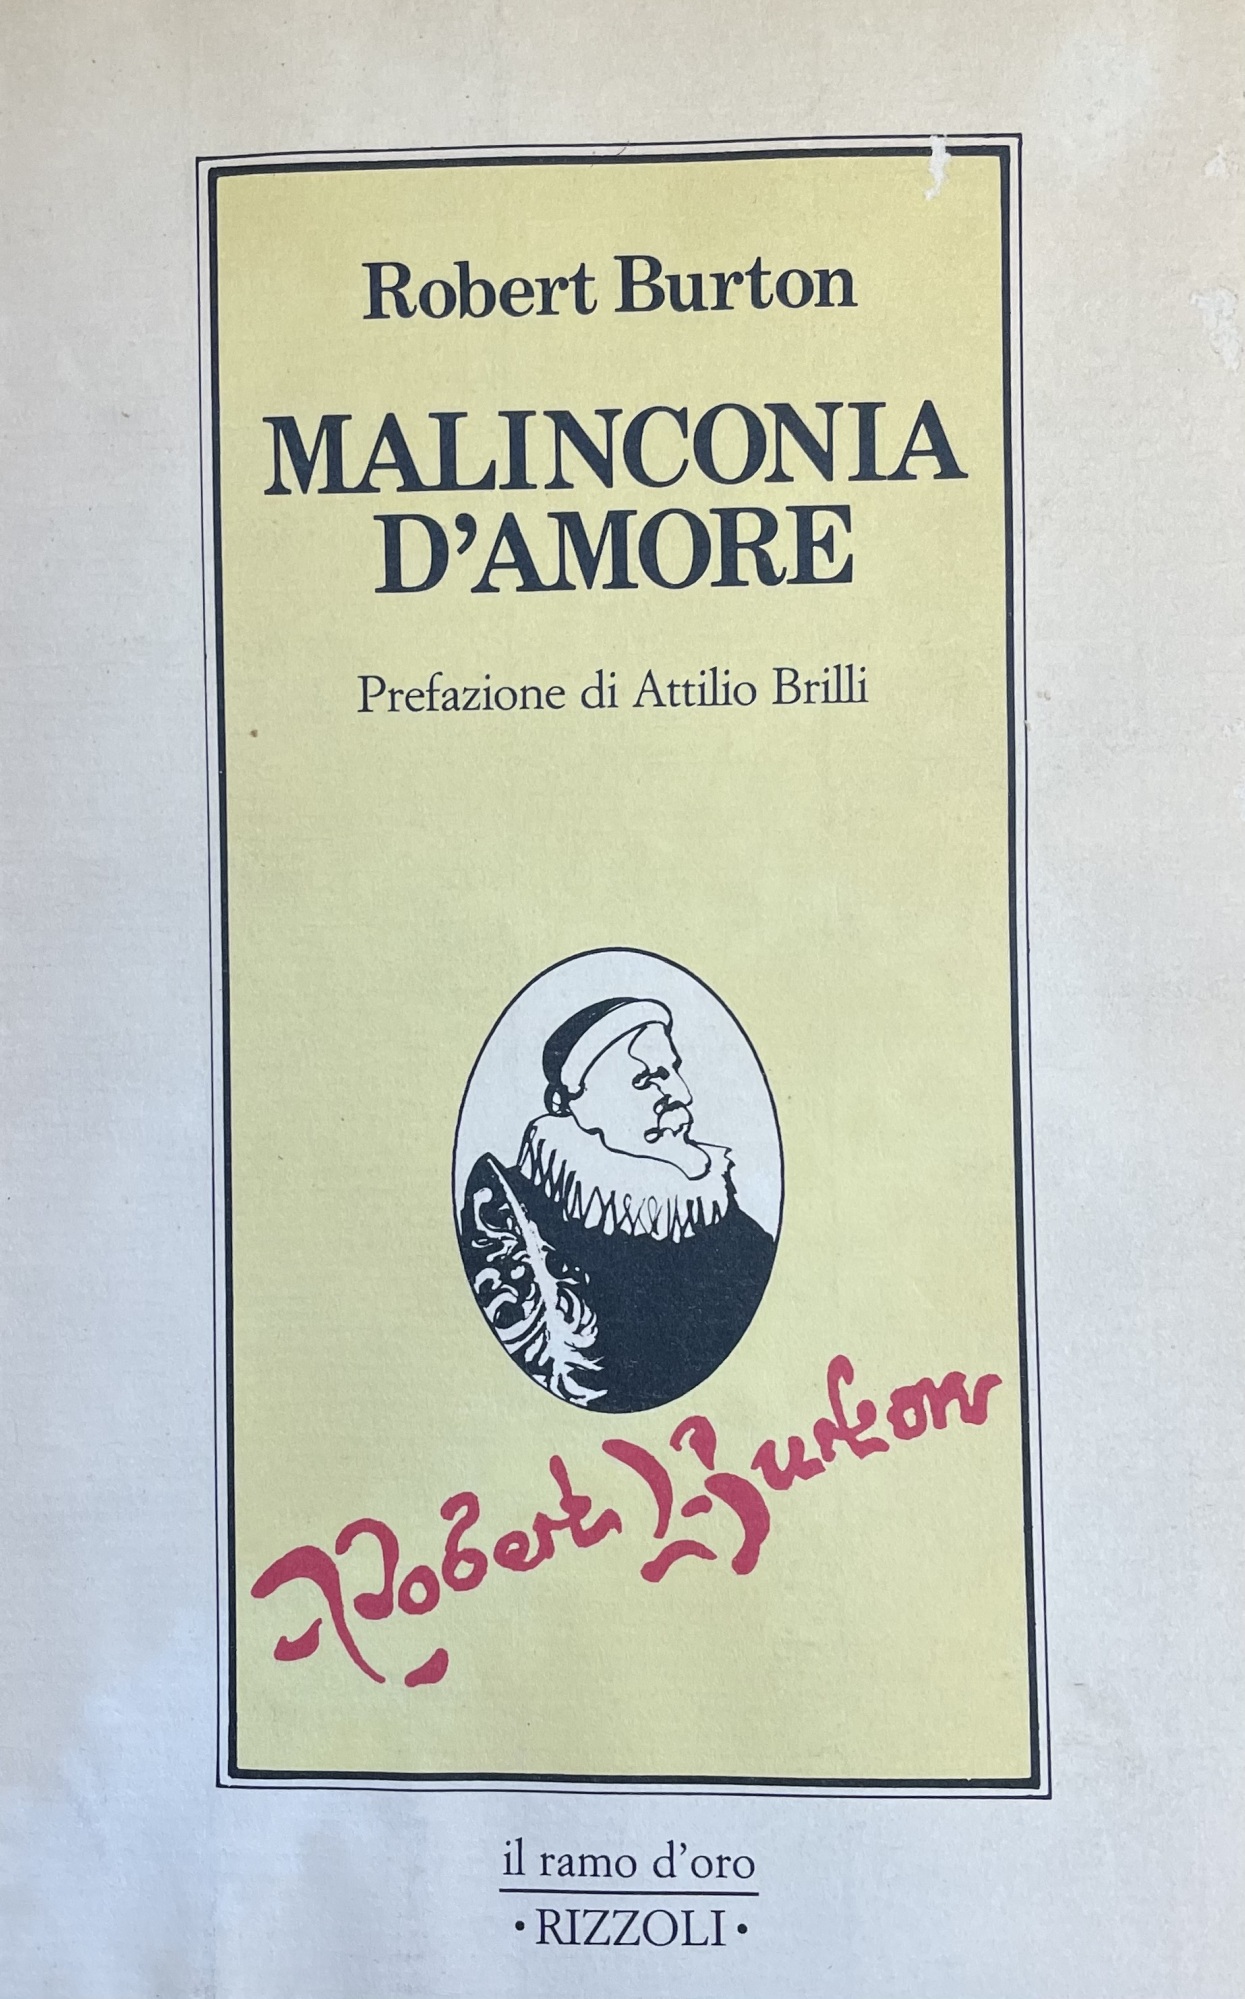 Robert Burton
MALINCONIA
D'AMORE
Prefazione di Attilio Brilli
Robert Burton
il ramo d'oro
• RIZZOLI •